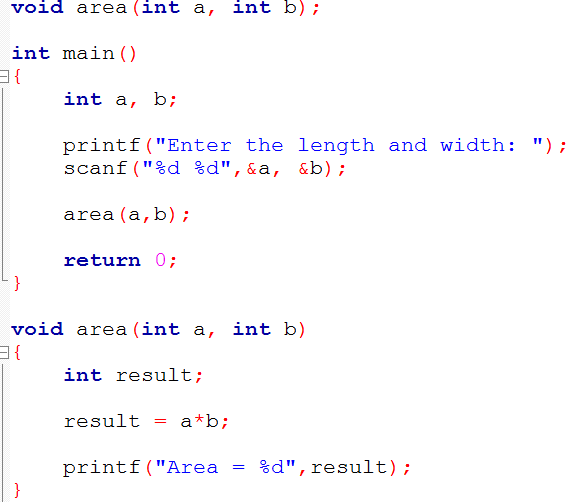 void area(int a, int b);
int main()
{
int a, b;
printf("Enter the length and width: ");
scanf("%d %d",&a, &b);
area(a,b);
return 0;
}
void area(int a, int b)
{
int result;
result = a*b;
printf("Area = %d",result);
}